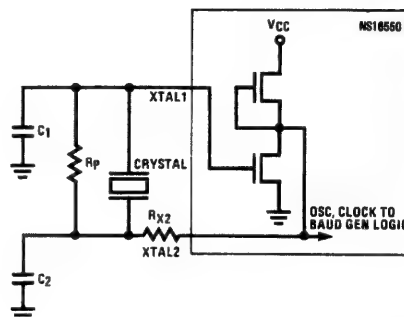 VCC
NS16550
XTAL1
C1
RP
CRYSTAL
RX2
XTAL2
OSC, CLOCK TO
BAUD GEN LOGIC
C2